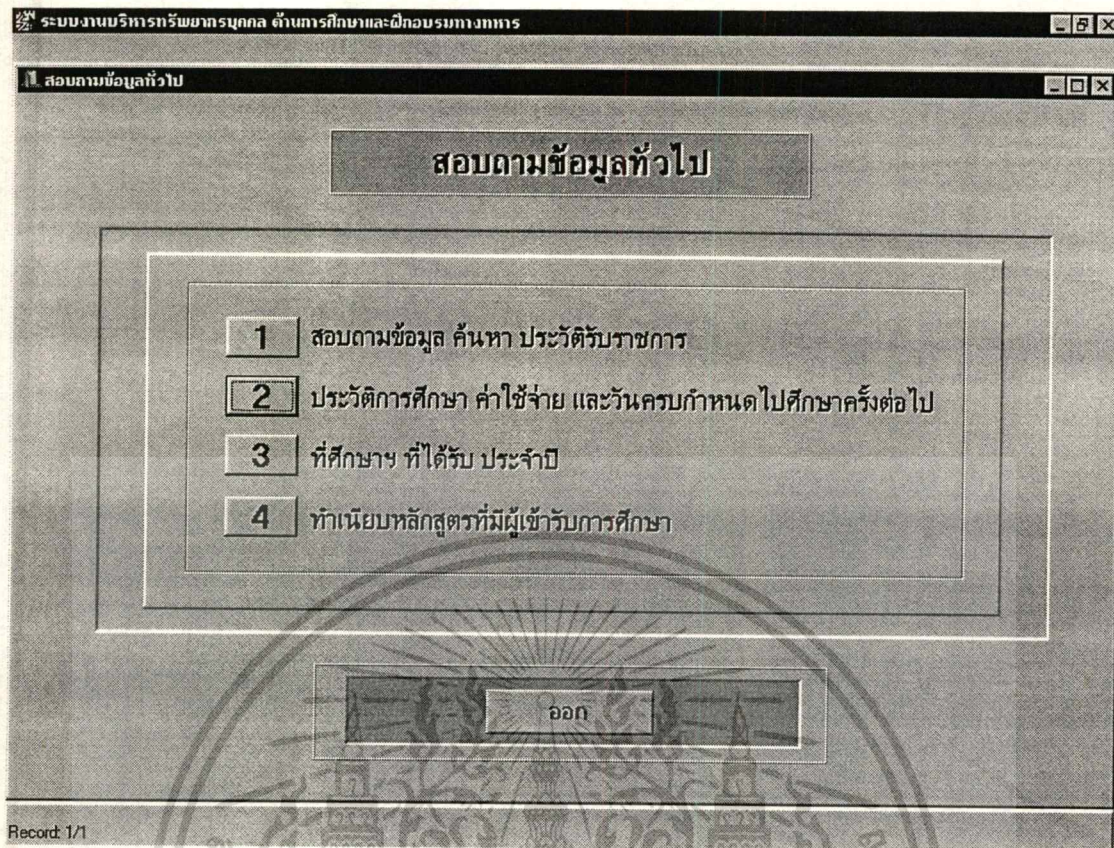 ระบบงานบริหารทรัพยากรบุคคล ด้านการศึกษาและฝึกอบรมทางทหาร
สอบถามข้อมูลทั่วไป
สอบถามข้อมูลทั่วไป
1 สอบถามข้อมูล ค้นหา ประวัติรับราชการ
2 ประวัติการศึกษา ค่าใช้จ่าย และวันครบกำหนดไปศึกษาครั้งต่อไป
3 ที่ศึกษาฯ ที่ได้รับ ประจำปี
4 ทำเนียบหลักสูตรที่มีผู้เข้ารับการศึกษา
ออก
Record: 1/1